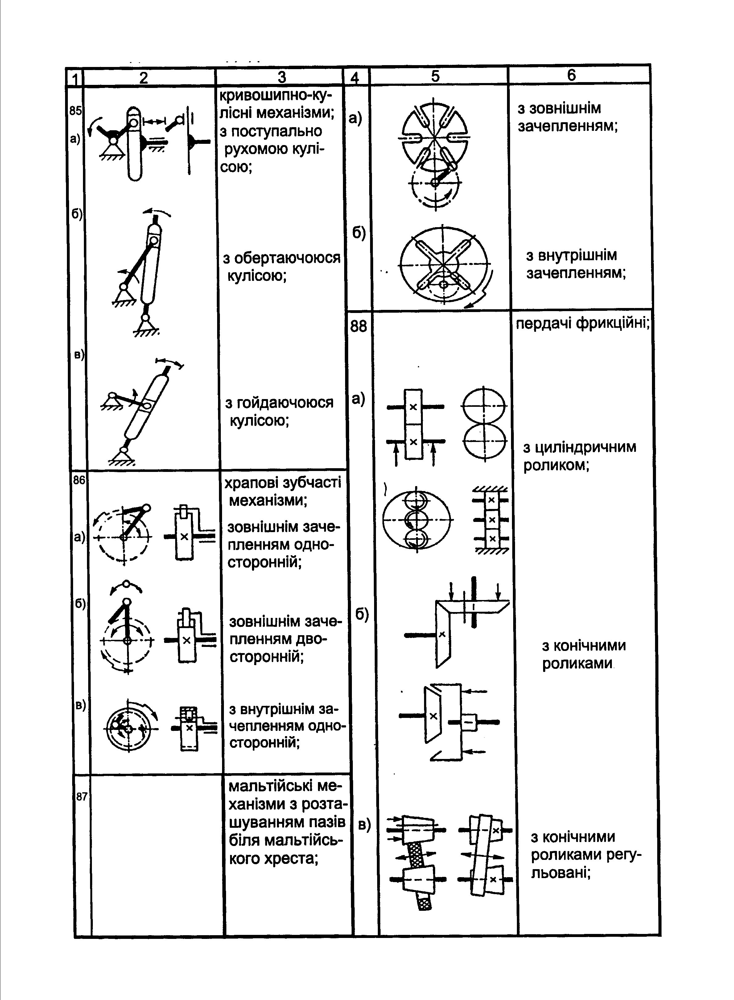 1 2 3 4 5 6
85
а)
кривошипно-ку-
лісні механізми;
з поступально
рухомою кулі-
сою;
б)
з обертаючоюся
кулісою;
в)
з гойдаючоюся
кулісою;
86
храпові зубчасті
механізми;
а)
зовнішнім заче-
пленням одно-
сторонній;
б)
зовнішнім заче-
пленням дво-
сторонній;
в)
з внутрішнім за-
чепленням одно-
сторонній;
87
мальтійські ме-
ханізми з розта-
шуванням пазів
біля мальтійсь-
кого хреста;
а)
з зовнішнім
зачепленням;
б)
з внутрішнім
зачепленням;
88
пердачі фрикційні;
а)
з циліндричним
роликом;
б)
з конічними
роликами
в)
з конічними
роликами регу-
льовані;